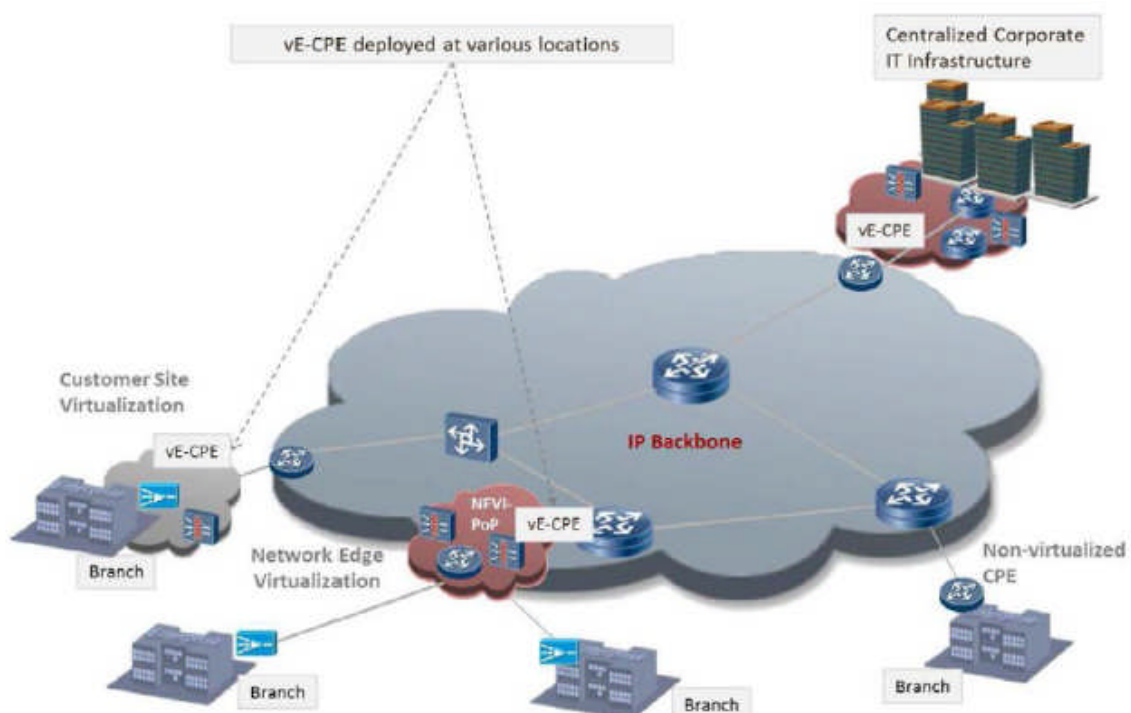 vE-CPE deployed at various locations
Centralized Corporate
IT Infrastructure
vE-CPE
Customer Site
Virtualization
vE-CPE
IP Backbone
NFVI-
PoP
vE-CPE
Network Edge
Virtualization
Non-virtualized
CPE
Branch
Branch
Branch
Branch